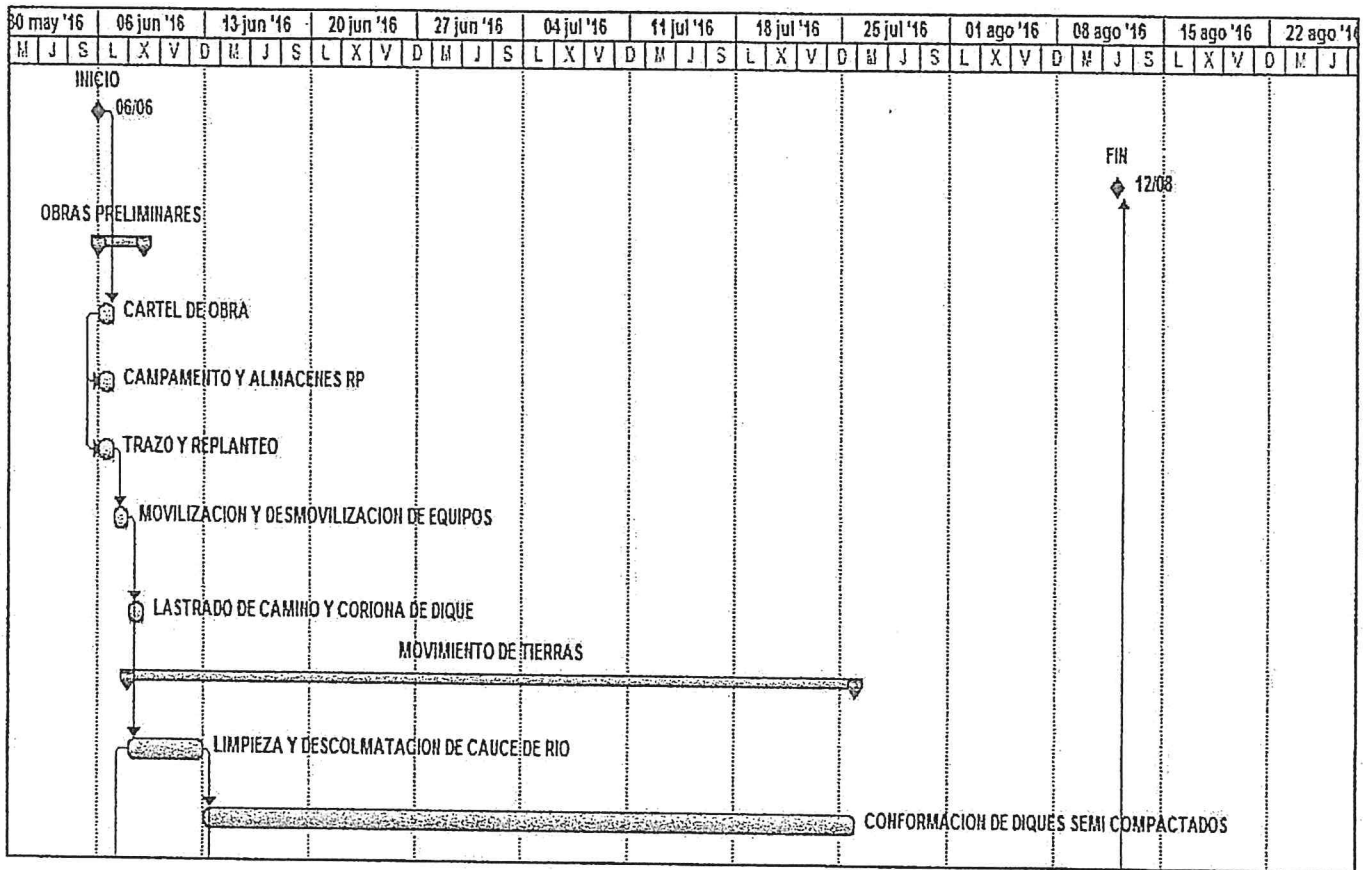 30 may '16 06 jun '16 13 jun '16 20 jun '16 27 jun '16 04 jul '16 11 jul '16 18 jul '16 25 jul '16 01 ago '16 08 ago '16 15 ago '16 22 ago '16
M J S L X V D M J S L X V D M J S L X V D M J S L X V D M J S L X V D M J S L X V D M J
INICIO
06/06
FIN
12/08
OBRAS PRELIMINARES
CARTEL DE OBRA
CAMPAMENTO Y ALMACENES RP
TRAZO Y REPLANTEO
MOVILIZACION Y DESMOVILIZACION DE EQUIPOS
LASTRADO DE CAMINO Y CORIONA DE DIQUE
MOVIMIENTO DE TIERRAS
LIMPIEZA Y DESCOLMATACION DE CAUCE DE RIO
CONFORMACION DE DIQUES SEMI COMPACTADOS